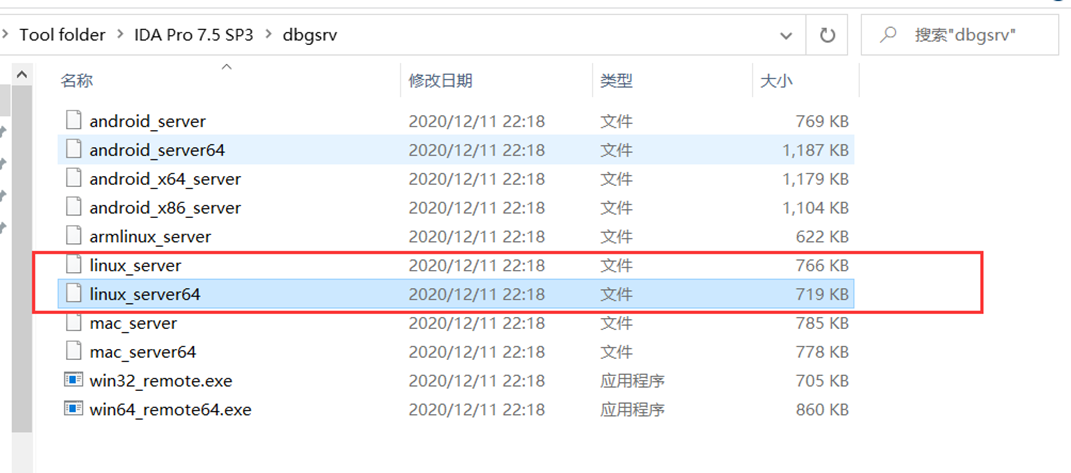 Tool folder > IDA Pro 7.5 SP3 > dbgsrv 搜索"dbgsrv"
名称 修改日期 类型 大小
android_server 2020/12/11 22:18 文件 769 KB
android_server64 2020/12/11 22:18 文件 1,187 KB
android_x64_server 2020/12/11 22:18 文件 1,179 KB
android_x86_server 2020/12/11 22:18 文件 1,104 KB
armlinux_server 2020/12/11 22:18 文件 622 KB
linux_server 2020/12/11 22:18 文件 766 KB
linux_server64 2020/12/11 22:18 文件 719 KB
mac_server 2020/12/11 22:18 文件 785 KB
mac_server64 2020/12/11 22:18 文件 778 KB
win32_remote.exe 2020/12/11 22:18 应用程序 705 KB
win64_remote64.exe 2020/12/11 22:18 应用程序 860 KB